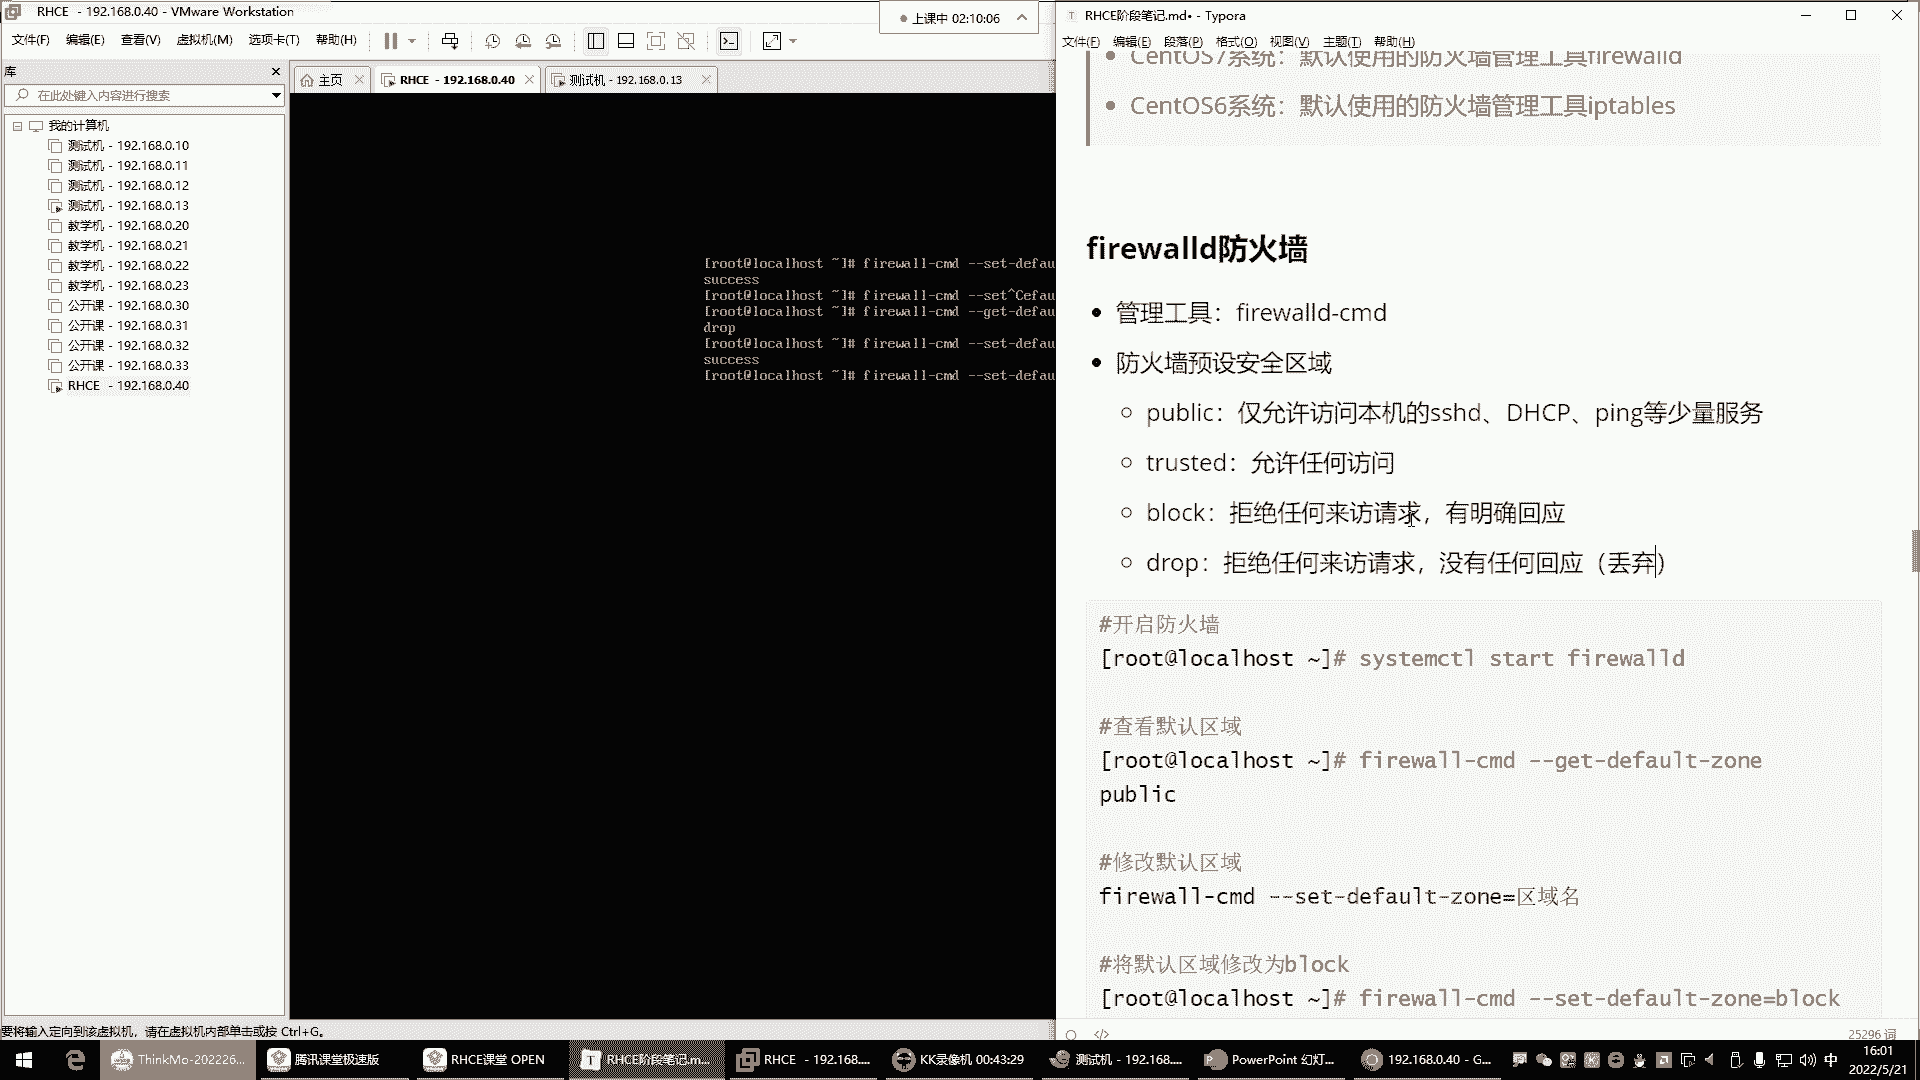 RHCE - 192.168.0.40 - VMware Workstation
上课中 02:10:06
文件(F) 编辑(E) 查看(V) 虚拟机(M) 选项卡(T) 帮助(H)
库
在此处键入内容进行搜索
我的计算机
测试机 - 192.168.0.10
测试机 - 192.168.0.11
测试机 - 192.168.0.12
测试机 - 192.168.0.13
教学机 - 192.168.0.20
教学机 - 192.168.0.21
教学机 - 192.168.0.22
教学机 - 192.168.0.23
公开课 - 192.168.0.30
公开课 - 192.168.0.31
公开课 - 192.168.0.32
公开课 - 192.168.0.33
RHCE - 192.168.0.40
主页
RHCE - 192.168.0.40
测试机 - 192.168.0.13
[root@localhost ~]# firewall-cmd --set-defau
success
[root@localhost ~]# firewall-cmd --set^Cefau
[root@localhost ~]# firewall-cmd --get-defau
drop
[root@localhost ~]# firewall-cmd --set-defau
success
[root@localhost ~]# firewall-cmd --set-defau
要将输入定向到该虚拟机，请在虚拟机内部单击或按 Ctrl+G。
RHCE阶段笔记.md• - Typora
文件(F) 编辑(E) 段落(P) 格式(O) 视图(V) 主题(T) 帮助(H)
CentOS7系统：默认使用的防火墙管理工具firewalld
CentOS6系统：默认使用的防火墙管理工具iptables
firewalld防火墙
管理工具：firewalld-cmd
防火墙预设安全区域
public：仅允许访问本机的sshd、DHCP、ping等少量服务
trusted：允许任何访问
block：拒绝任何来访请求，有明确回应
drop：拒绝任何来访请求，没有任何回应（丢弃）
#开启防火墙
[root@localhost ~]# systemctl start firewalld
#查看默认区域
[root@localhost ~]# firewall-cmd --get-default-zone
public
#修改默认区域
firewall-cmd --set-default-zone=区域名
#将默认区域修改为block
[root@localhost ~]# firewall-cmd --set-default-zone=block
25296 词
ThinkMo-202226...
腾讯课堂极速版
RHCE课堂 OPEN
RHCE阶段笔记.m...
RHCE - 192.168....
KK录像机 00:43:29
测试机 - 192.168....
PowerPoint 幻灯...
192.168.0.40 - G...
中
16:01
2022/5/21